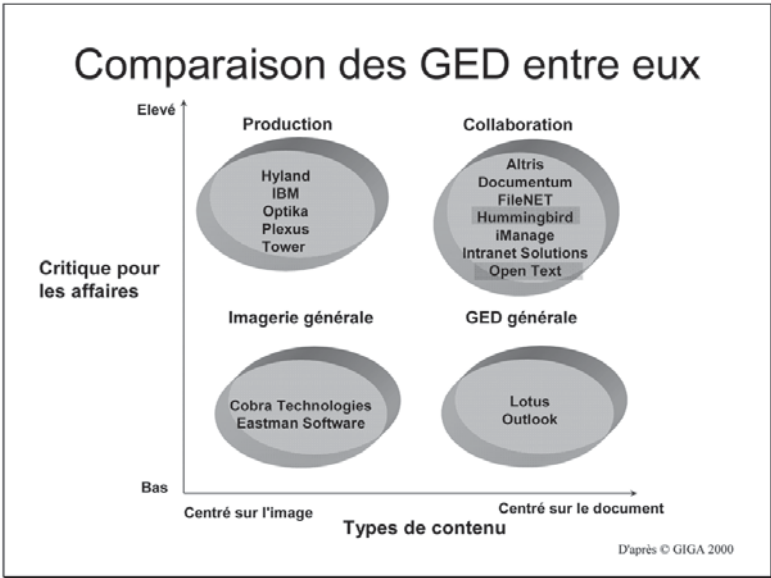 Comparaison des GED entre eux
Elevé
Production
Collaboration
Hyland
IBM
Optika
Plexus
Tower
Altris
Documentum
FileNET
Hummingbird
iManage
Intranet Solutions
Open Text
Critique pour
les affaires
Imagerie générale
GED générale
Cobra Technologies
Eastman Software
Lotus
Outlook
Bas
Centré sur l'image
Centré sur le document
Types de contenu
D'après © GIGA 2000